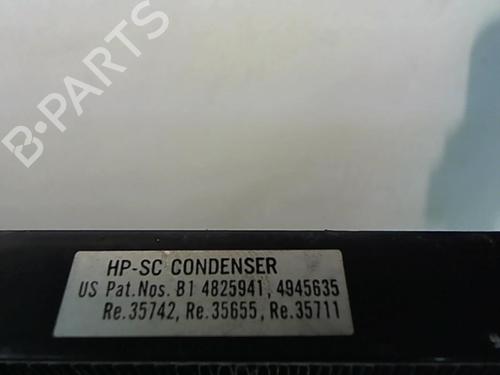 B-PARTS
HP-SC CONDENSER
US Pat.Nos. B1 4825941, 4945635
Re.35742, Re.35655, Re.35711